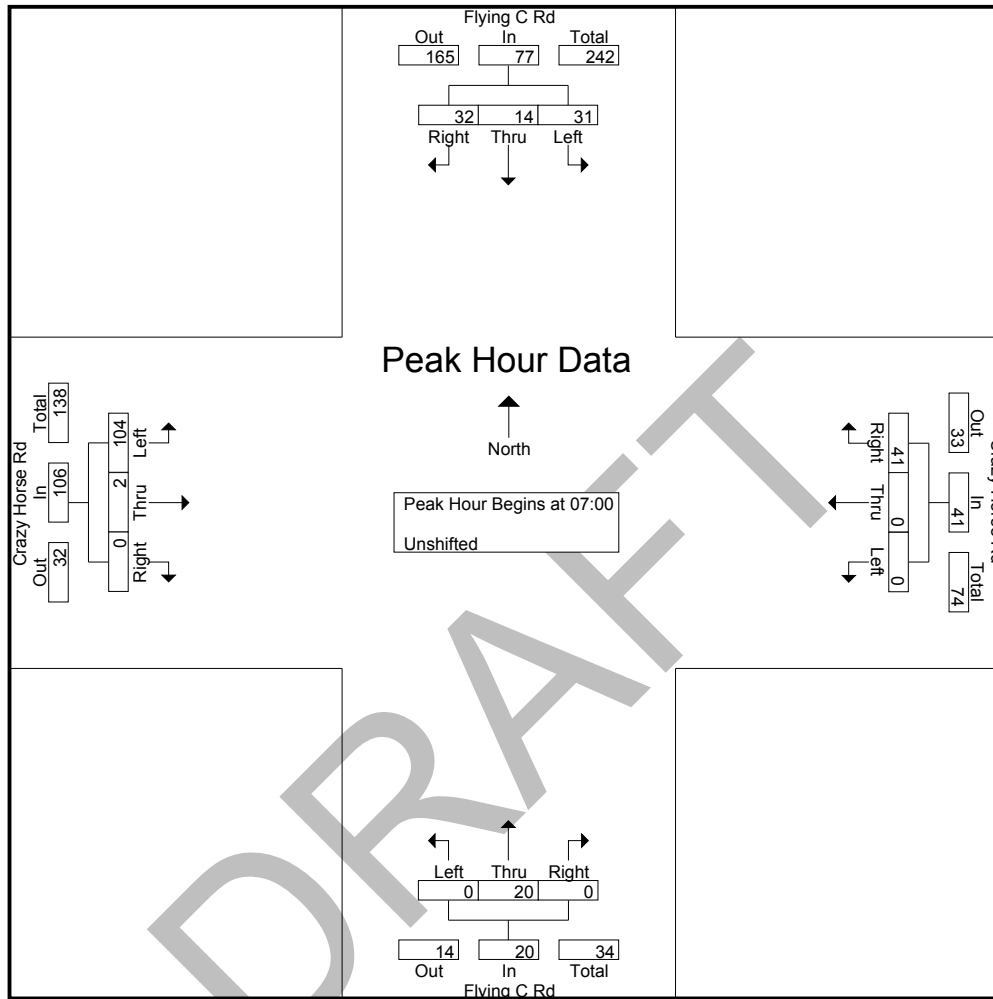 Flying C Rd
Out In Total
165 77 242
32 14 31
Right Thru Left
Peak Hour Data
North
Peak Hour Begins at 07:00
Unshifted
Crazy Horse Rd
Out In Total
32 106 138
104 2 0
Left Thru Right
Out In Total
33 41 74
41 0 0
Right Thru Left
Left Thru Right
0 20 0
14 20 34
Out In Total
Flying C Rd
DRAFT